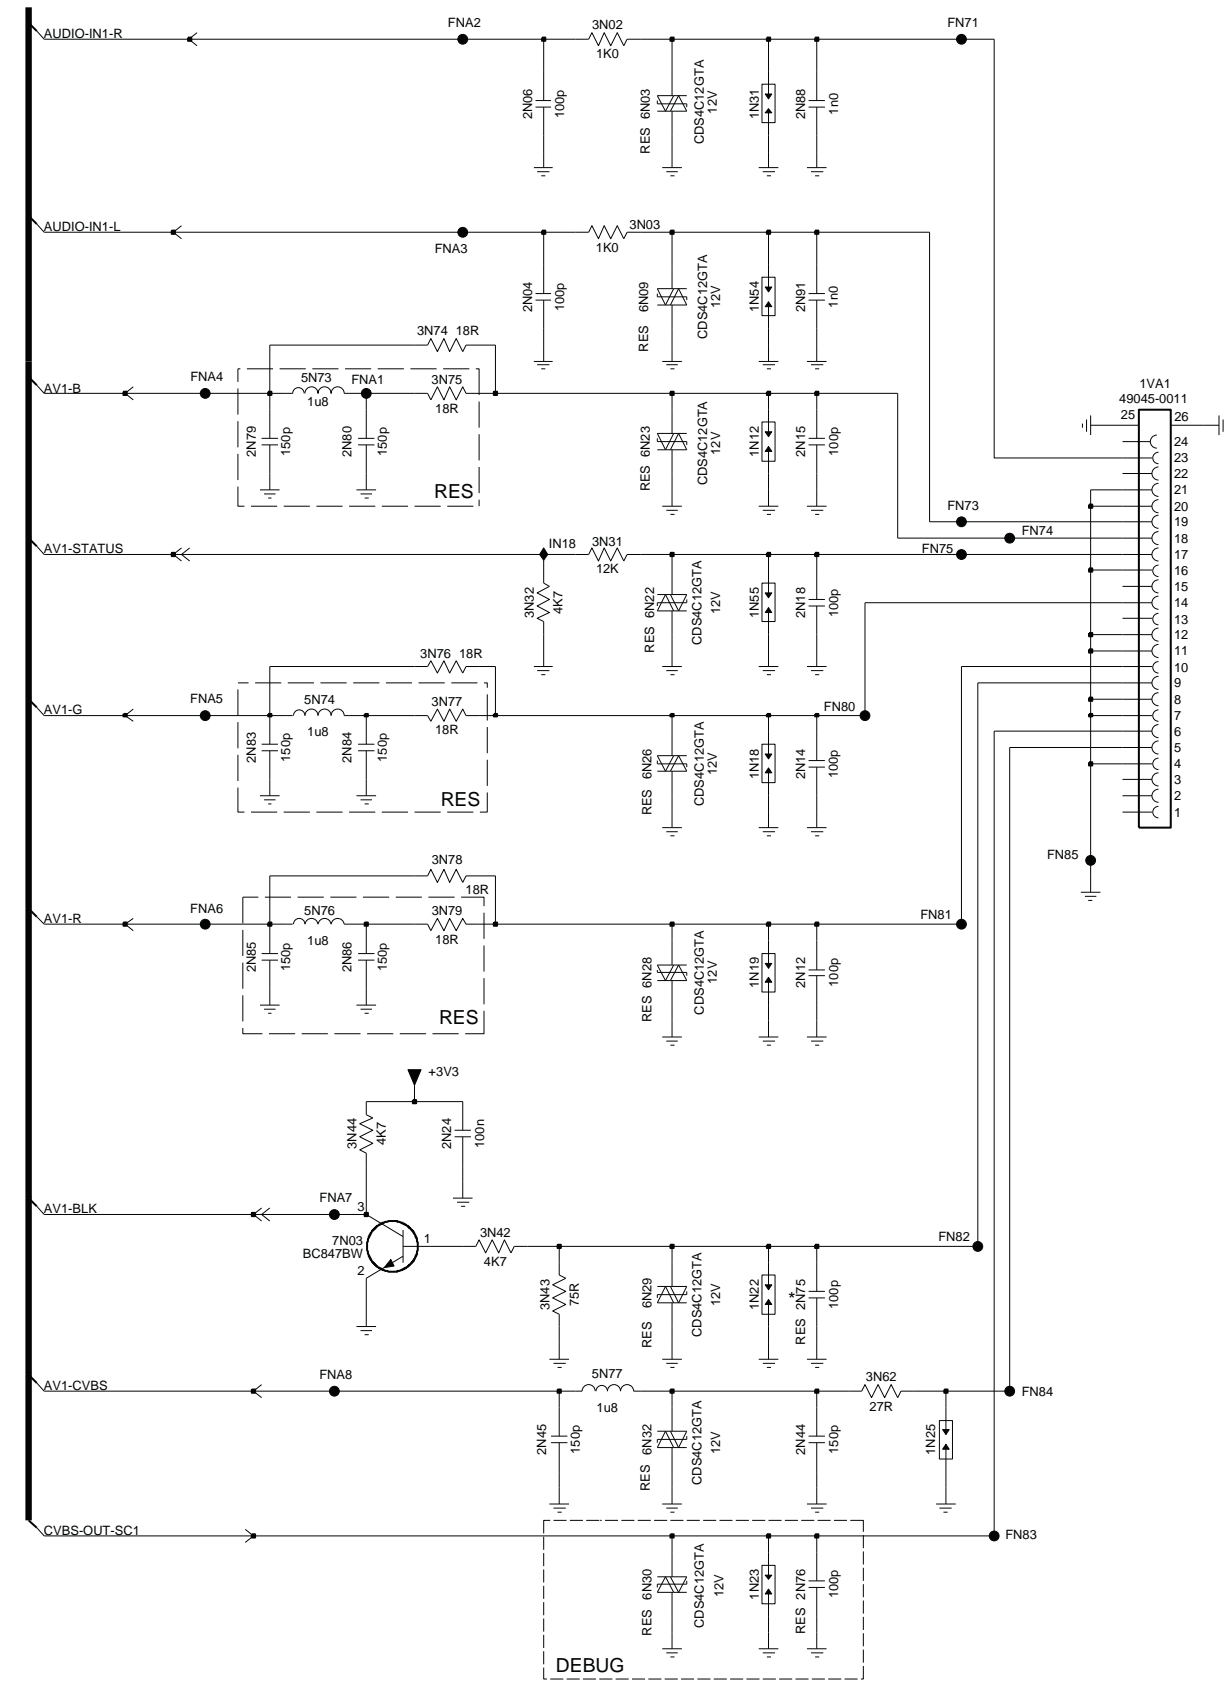 AUDIO-IN1-R
FNA2
3N02
1K0
FN71
2N06
100p
RES 6N03
CDS4C12GTA
12V
1N31
2N88
1n0
AUDIO-IN1-L
FNA3
3N03
1K0
2N04
100p
RES 6N09
CDS4C12GTA
12V
1N54
2N91
1n0
3N74 18R
AV1-B
FNA4
5N73
1u8
FNA1
3N75
18R
2N79
150p
2N80
150p
RES
RES 6N23
CDS4C12GTA
12V
1N12
2N15
100p
1VA1
49045-0011
25
26
24
23
22
21
20
19
18
17
16
15
14
13
12
11
10
9
8
7
6
5
4
3
2
1
FN73
FN74
FN75
AV1-STATUS
IN18
3N31
12K
3N32
4K7
RES 6N22
CDS4C12GTA
12V
1N55
2N18
100p
3N76 18R
AV1-G
FNA5
5N74
1u8
3N77
18R
2N83
150p
2N84
150p
RES
FN80
RES 6N26
CDS4C12GTA
12V
1N18
2N14
100p
FN85
3N78
18R
AV1-R
FNA6
5N76
1u8
3N79
18R
2N85
150p
2N86
150p
RES
FN81
RES 6N28
CDS4C12GTA
12V
1N19
2N12
100p
+3V3
3N44
4K7
2N24
100n
AV1-BLK
FNA7
3
7N03
BC847BW
1
2
3N42
4K7
FN82
3N43
75R
RES 6N29
CDS4C12GTA
12V
1N22
RES *2N75
100p
AV1-CVBS
FNA8
5N77
1u8
3N62
27R
FN84
2N45
150p
RES 6N32
CDS4C12GTA
12V
2N44
150p
1N25
CVBS-OUT-SC1
FN83
RES 6N30
CDS4C12GTA
12V
1N23
RES 2N76
100p
DEBUG